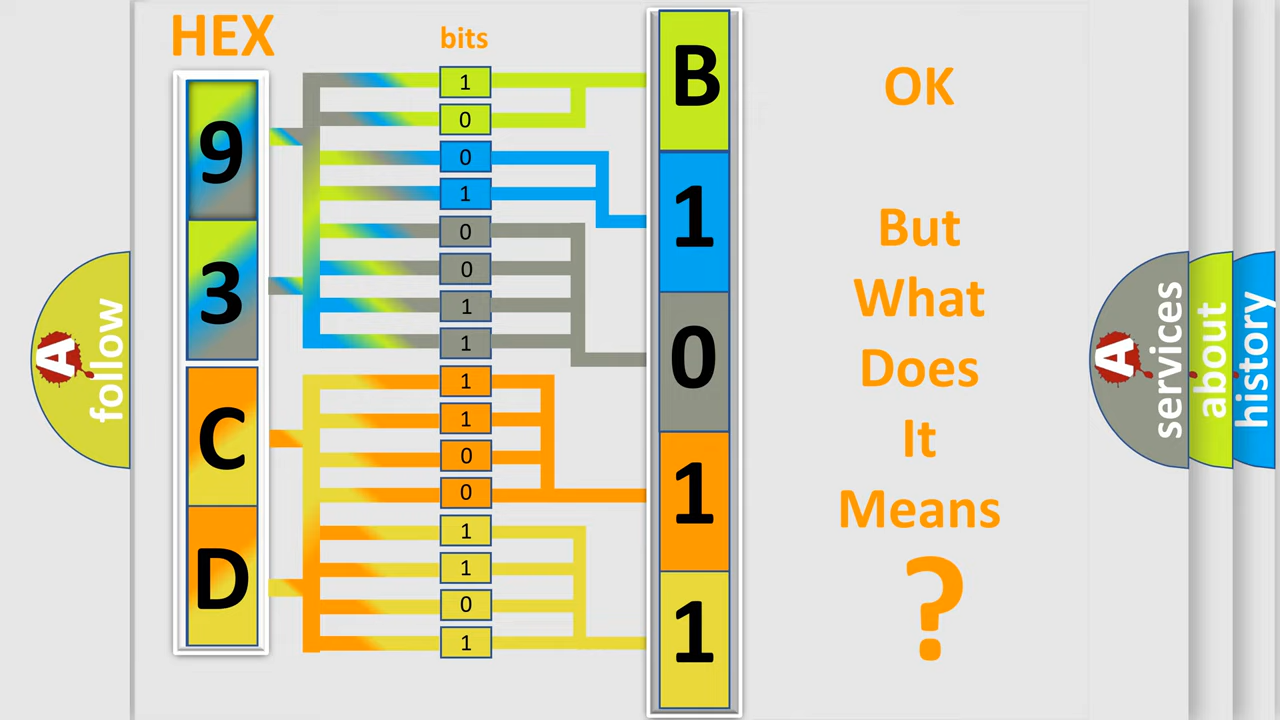 HEX
bits
9
3
C
D
1
0
0
1
0
0
1
1
1
1
0
0
1
1
0
1
B
1
0
1
1
OK
But
What
Does
It
Means
?
A
follow
A
services
about
history